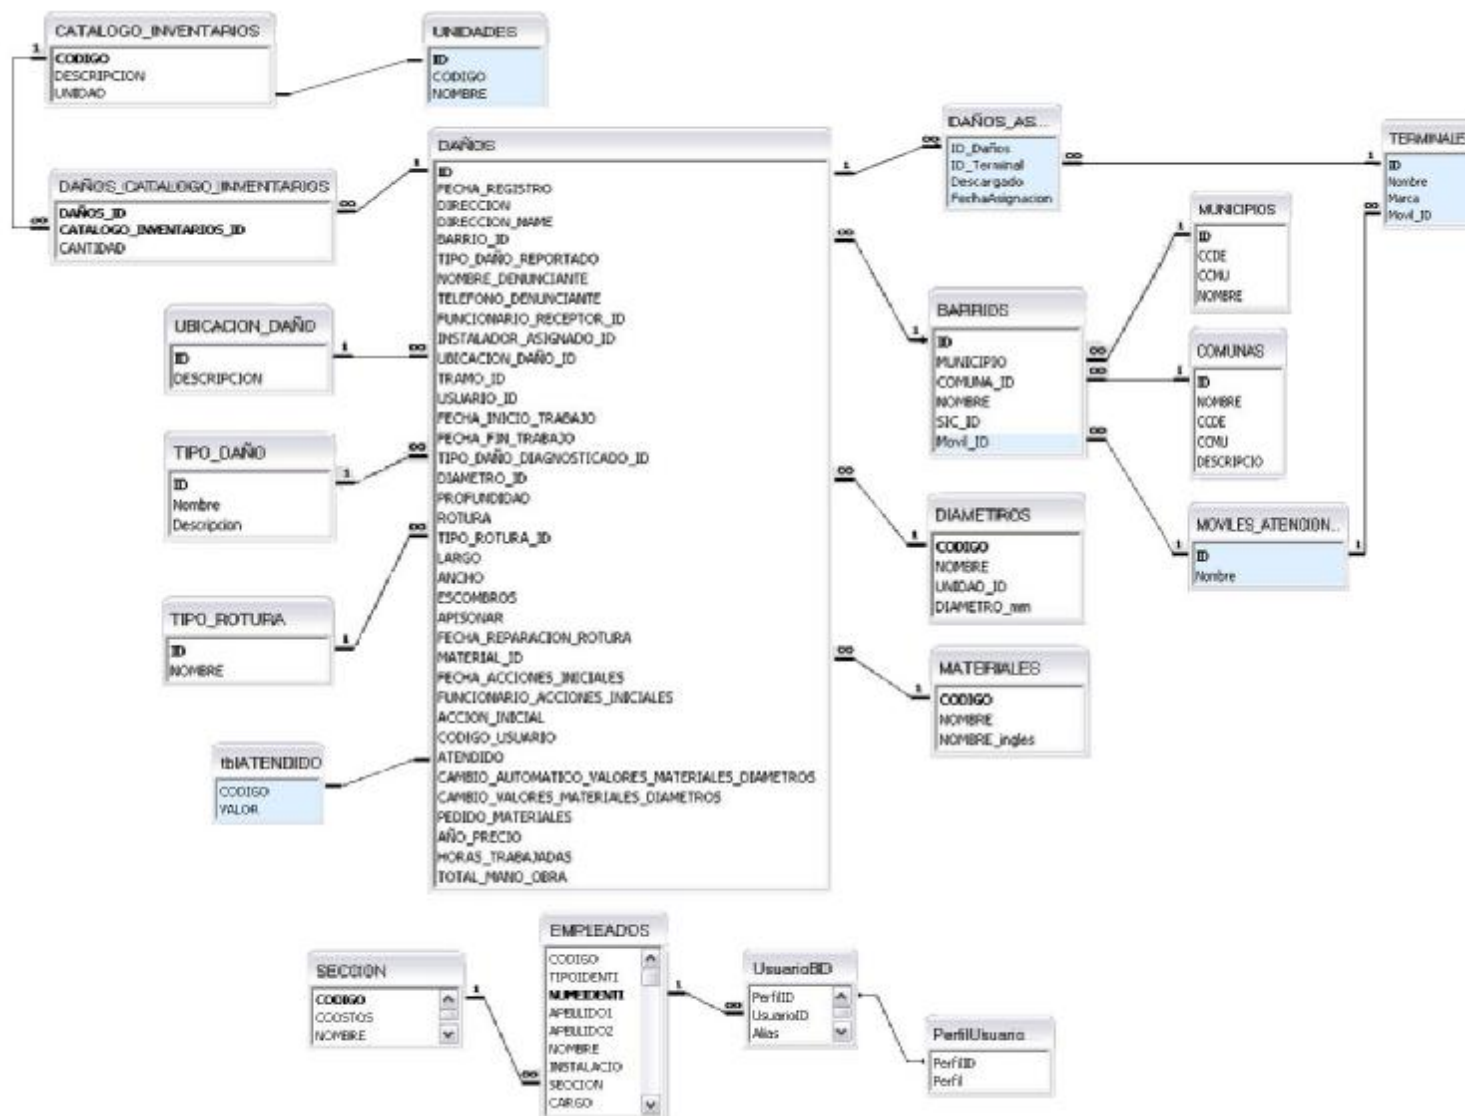 CATALOGO_INVENTARIOS
CODIGO
DESCRIPCION
UNIDAD
UNIDADES
ID
CODIGO
NOMBRE
DAÑOS_CATALOGO_INVENTARIOS
DAÑOS_ID
CATALOGO_INVENTARIOS_ID
CANTIDAD
UBICACION_DAÑO
ID
DESCRIPCION
TIPO_DAÑO
ID
Nombre
Descripcion
TIPO_ROTURA
ID
NOMBRE
tblATENDIDO
CODIGO
VALOR
DAÑOS
ID
FECHA_REGISTRO
DIRECCION
DIRECCION_NAME
BARRIO_ID
TIPO_DAÑO_REPORTADO
NOMBRE_DENUNCIANTE
TELEFONO_DENUNCIANTE
FUNCIONARIO_RECEPTOR_ID
INSTALADOR_ASIGNADO_ID
UBICACION_DAÑO_ID
TRAMO_ID
USUARIO_ID
FECHA_INICIO_TRABAJO
FECHA_FIN_TRABAJO
TIPO_DAÑO_DIAGNOSTICADO_ID
DIAMETRO_ID
PROFUNDIDAD
ROTURA
TIPO_ROTURA_ID
LARGO
ANCHO
ESCOMBROS
APISONAR
FECHA_REPARACION_ROTURA
MATERIAL_ID
FECHA_ACCIONES_INICIALES
FUNCIONARIO_ACCIONES_INICIALES
ACCION_INICIAL
CODIGO_USUARIO
ATENDIDO
CAMBIO_AUTOMATICO_VALORES_MATERIALES_DIAMETROS
CAMBIO_VALORES_MATERIALES_DIAMETROS
PEDIDO_MATERIALES
AÑO_PRECIO
HORAS_TRABAJADAS
TOTAL_MANO_OBRA
DAÑOS_AS...
ID_Daños
ID_Terminal
Descargado
FechaAsignacion
TERMINALE
ID
Nombre
Marca
Movil_ID
MUNICIPIOS
ID
CCDE
CCMU
NOMBRE
BARRIOS
ID
MUNICIPIO
COMUNA_ID
NOMBRE
SIC_ID
Movil_ID
COMUNAS
ID
NOMBRE
CCDE
CCMU
DESCRIPCIO
DIAMETROS
CODIGO
NOMBRE
UNIDAD_ID
DIAMETRO_mm
MOVILES_ATENCION...
ID
Nombre
MATERIALES
CODIGO
NOMBRE
NOMBRE_ingles
SECCION
CODIGO
COOSTOS
NOMBRE
EMPLEADOS
CODIGO
TIPOIDENTI
NUMEIDENTI
APELLIDO1
APELLIDO2
NOMBRE
INSTALACIO
SECCION
CARGO
UsuarioBD
PerfilID
UsuarioID
Alias
PerfilUsuario
PerfilID
Perfil